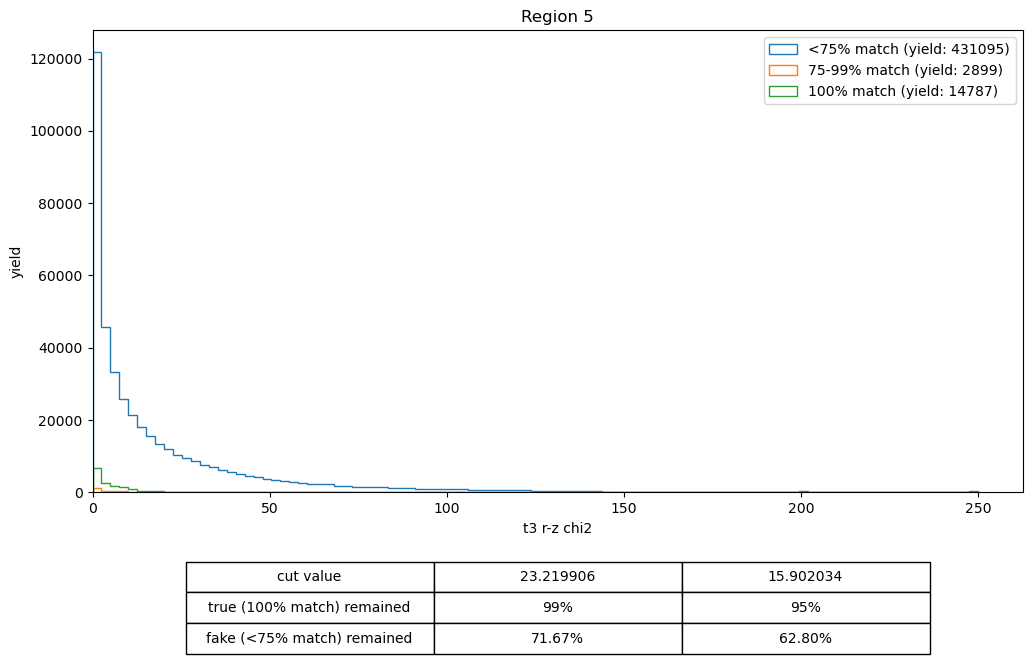 Region 5
<75% match (yield: 431095)
75-99% match (yield: 2899)
100% match (yield: 14787)
yield
120000
100000
80000
60000
40000
20000
0
0 50 100 150 200 250
t3 r-z chi2
cut value 23.219906 15.902034
true (100% match) remained 99% 95%
fake (<75% match) remained 71.67% 62.80%